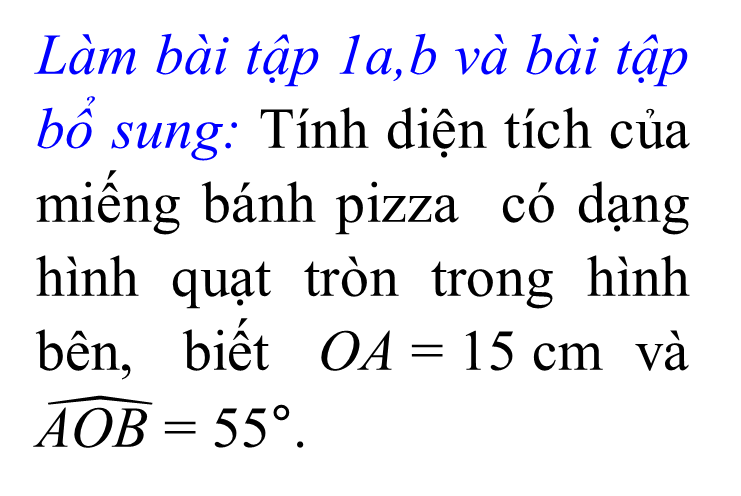 Làm bài tập 1a,b và bài tập
bổ sung: Tính diện tích của
miếng bánh pizza có dạng
hình quạt tròn trong hình
bên, biết OA = 15 cm và
\widehat{AOB} = 55°.